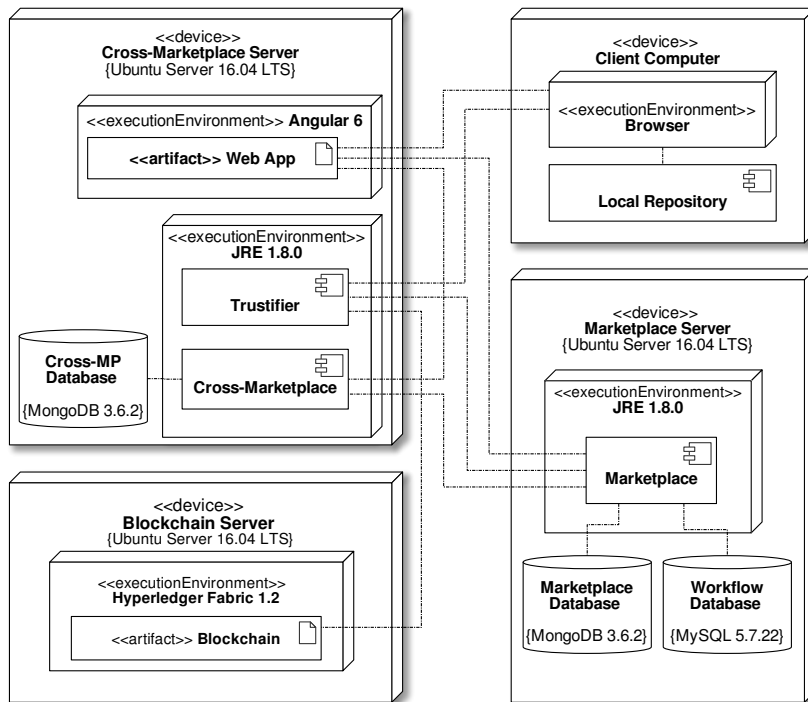 <<device>>
Cross-Marketplace Server
{Ubuntu Server 16.04 LTS}
<<executionEnvironment>> Angular 6
<<artifact>> Web App
<<executionEnvironment>>
JRE 1.8.0
Trustifier
Cross-Marketplace
Cross-MP
Database
{MongoDB 3.6.2}
<<device>>
Client Computer
<<executionEnvironment>>
Browser
Local Repository
<<device>>
Marketplace Server
{Ubuntu Server 16.04 LTS}
<<executionEnvironment>>
JRE 1.8.0
Marketplace
Marketplace
Database
{MongoDB 3.6.2}
Workflow
Database
{MySQL 5.7.22}
<<device>>
Blockchain Server
{Ubuntu Server 16.04 LTS}
<<executionEnvironment>>
Hyperledger Fabric 1.2
<<artifact>> Blockchain